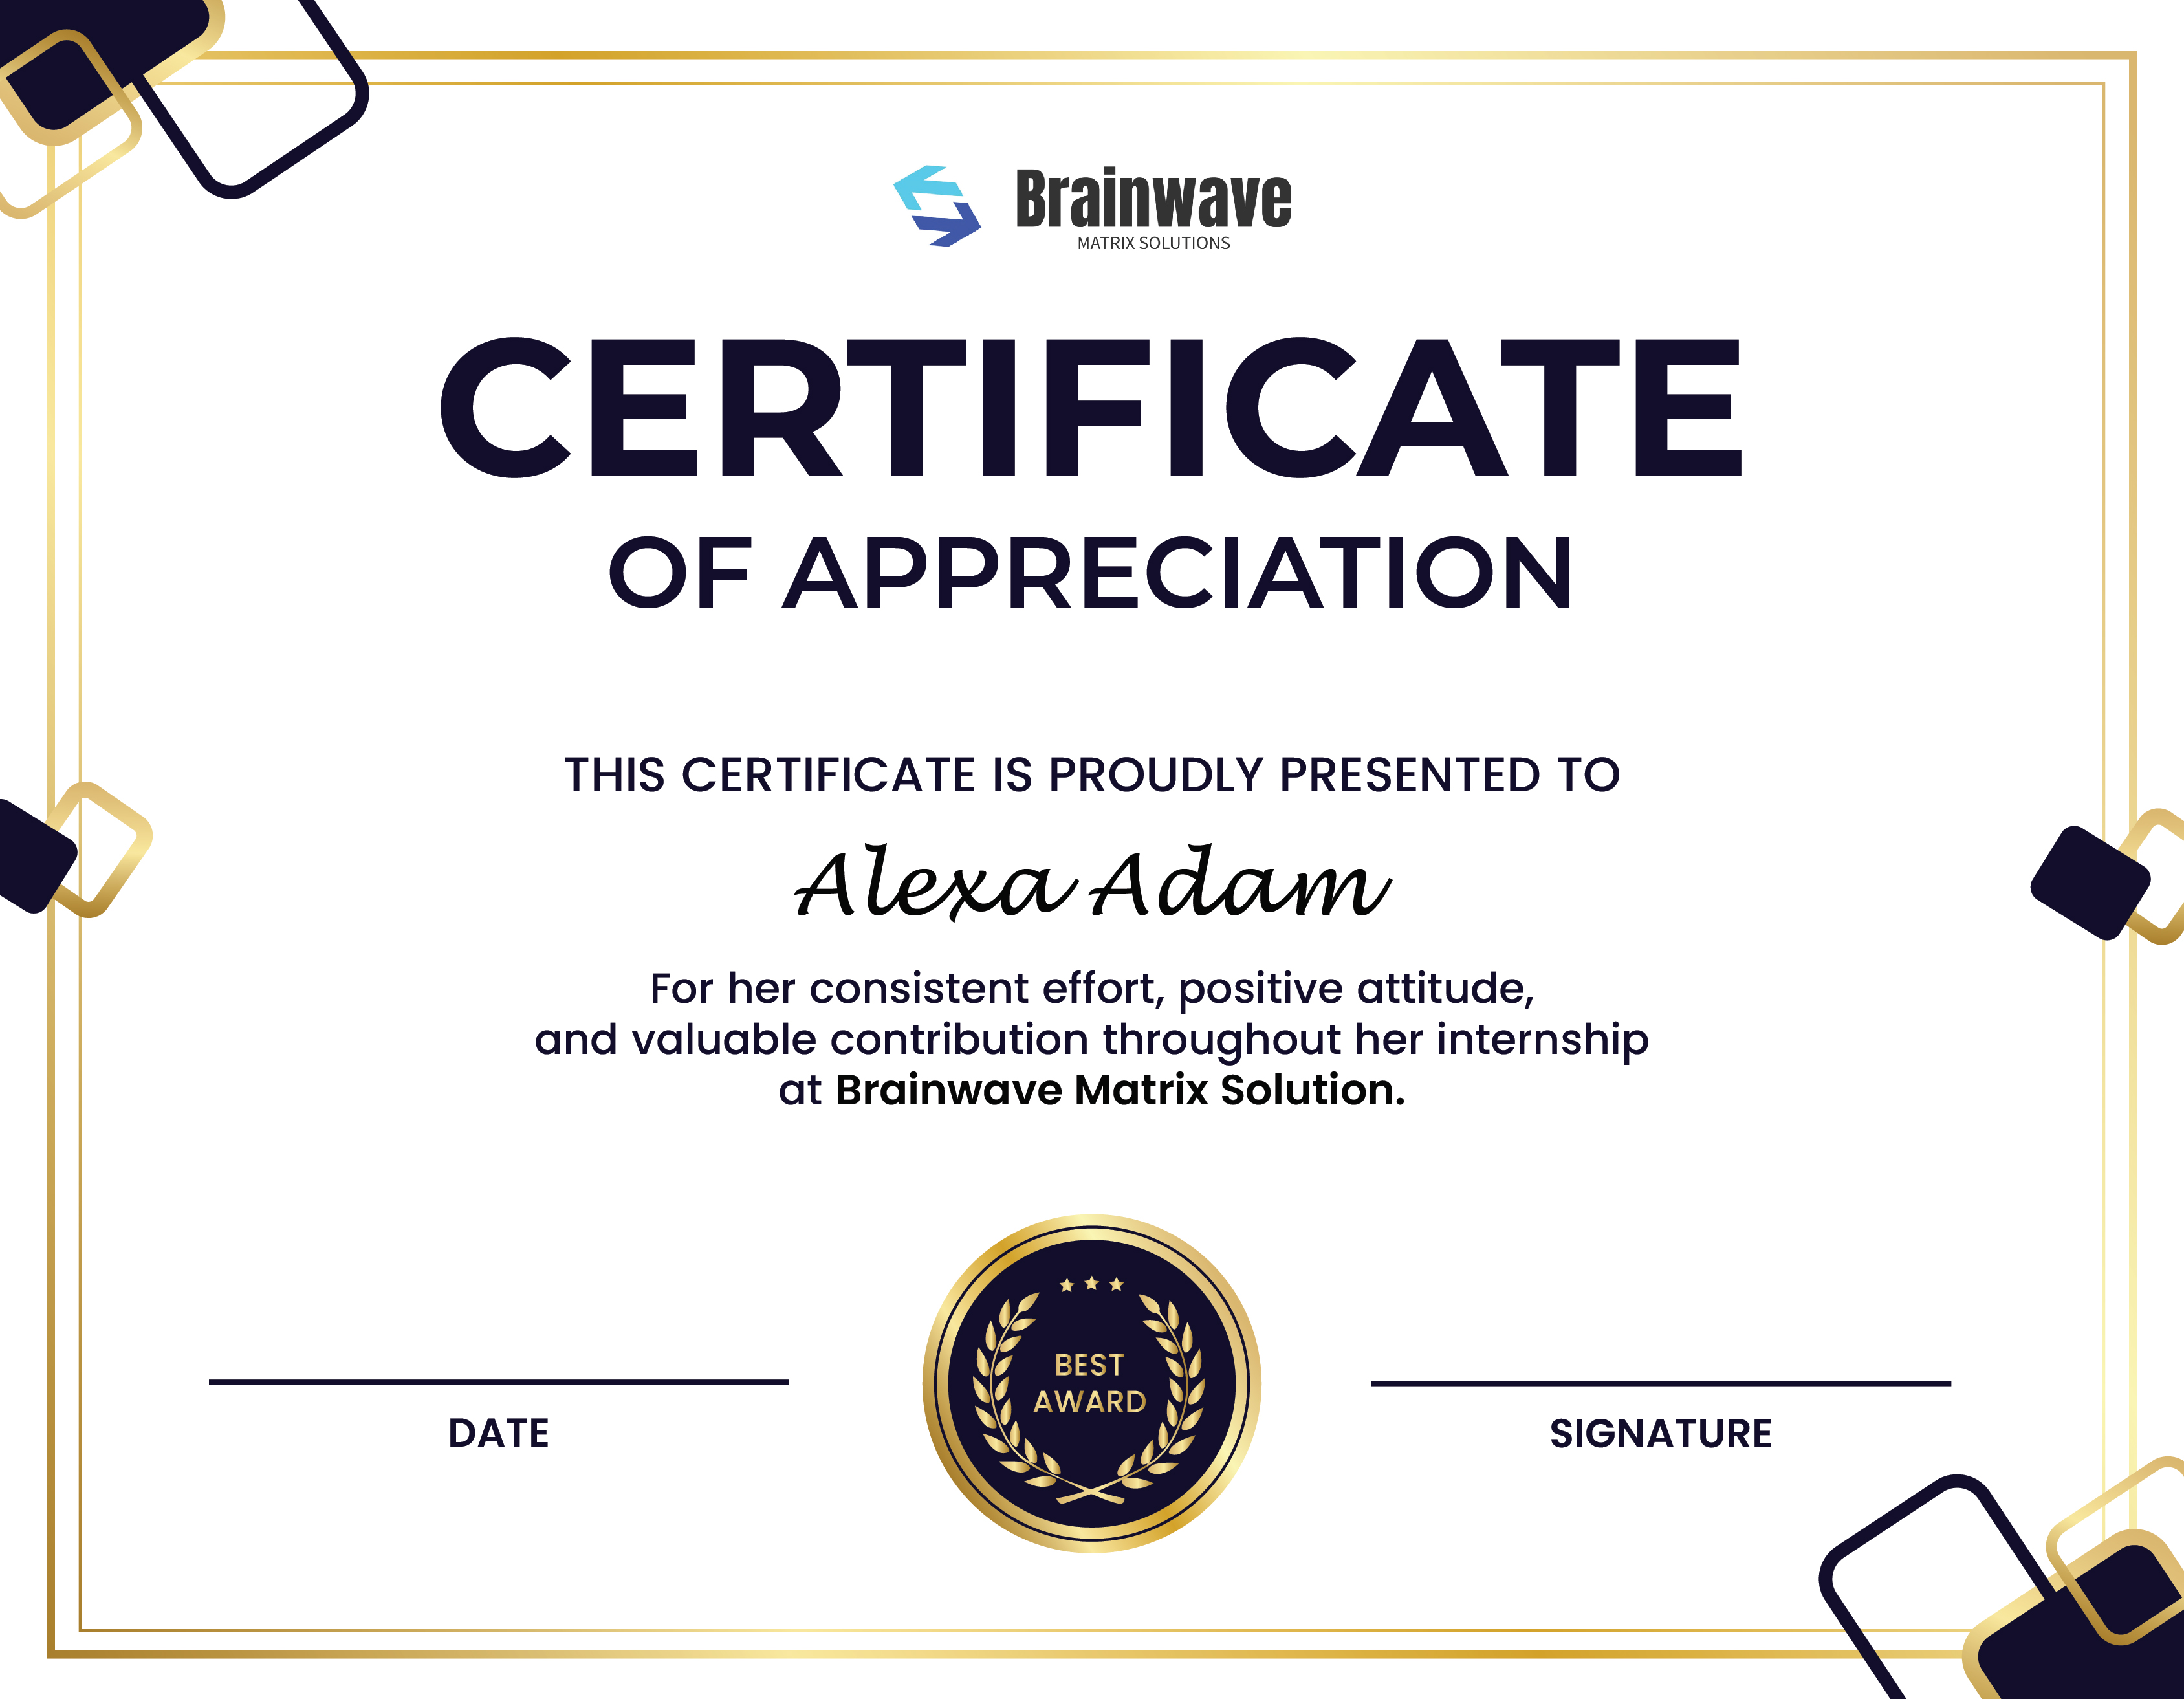 Brainwave
MATRIX SOLUTIONS
CERTIFICATE
OF APPRECIATION
THIS CERTIFICATE IS PROUDLY PRESENTED TO
Alexa Adam
For her consistent effort, positive attitude,
and valuable contribution throughout her internship
at Brainwave Matrix Solution.
BEST
AWARD
DATE
SIGNATURE